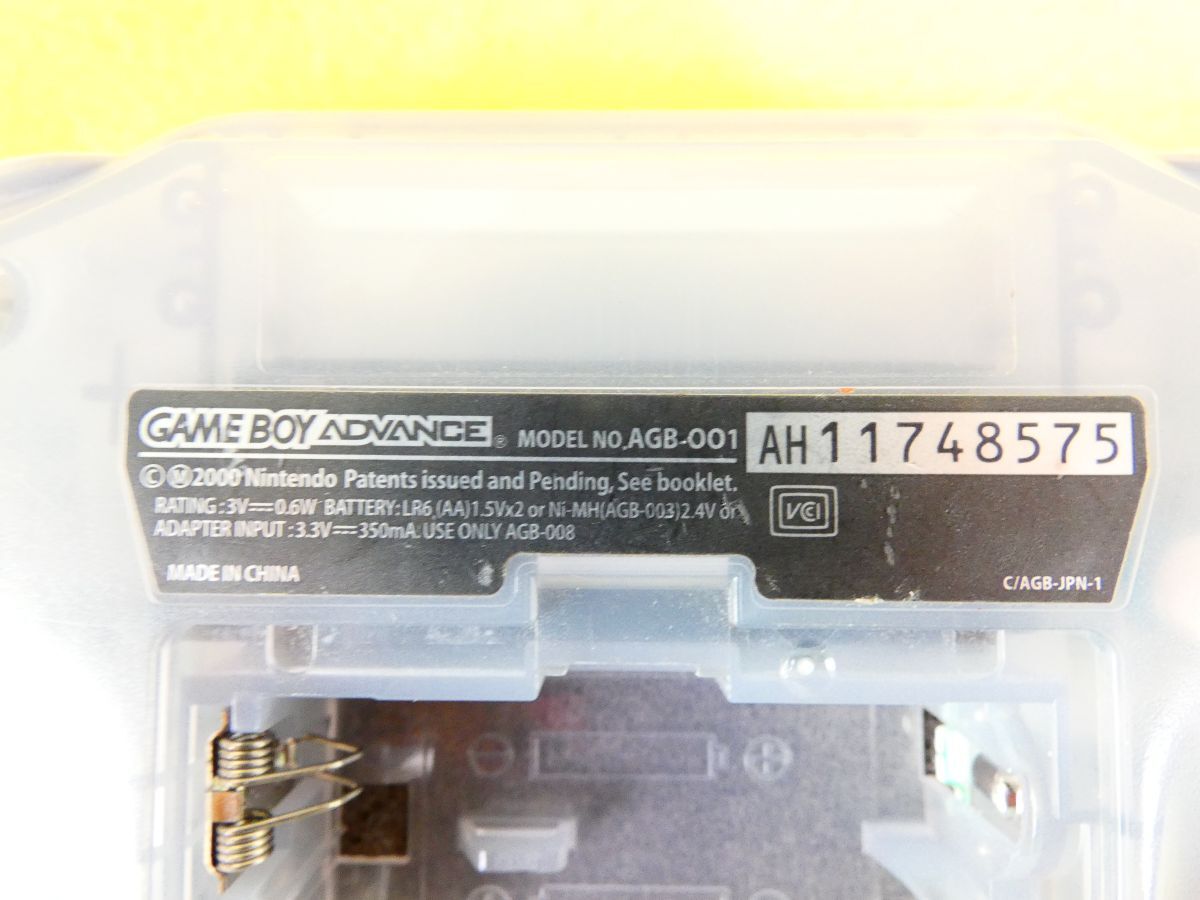 GAME BOY ADVANCE® MODEL NO. AGB-001 AH11748575
© Ⓜ 2000 Nintendo Patents issued and Pending, See booklet.
RATING:3V⎓0.6W BATTERY:LR6,(AA)1.5Vx2 or Ni-MH(AGB-003)2.4V or
ADAPTER INPUT:3.3V⎓350mA. USE ONLY AGB-008
VCI
MADE IN CHINA
C/AGB-JPN-1